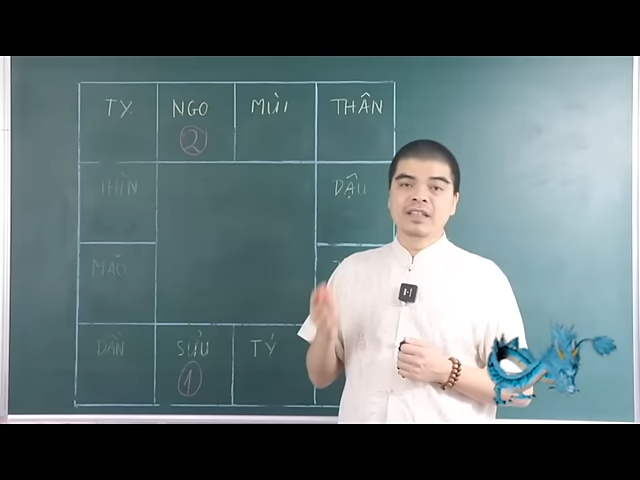 TỴ NGỌ MÙI THÂN
②
THÌN DẬU
MÃO
DẦN SỬU TÝ
①